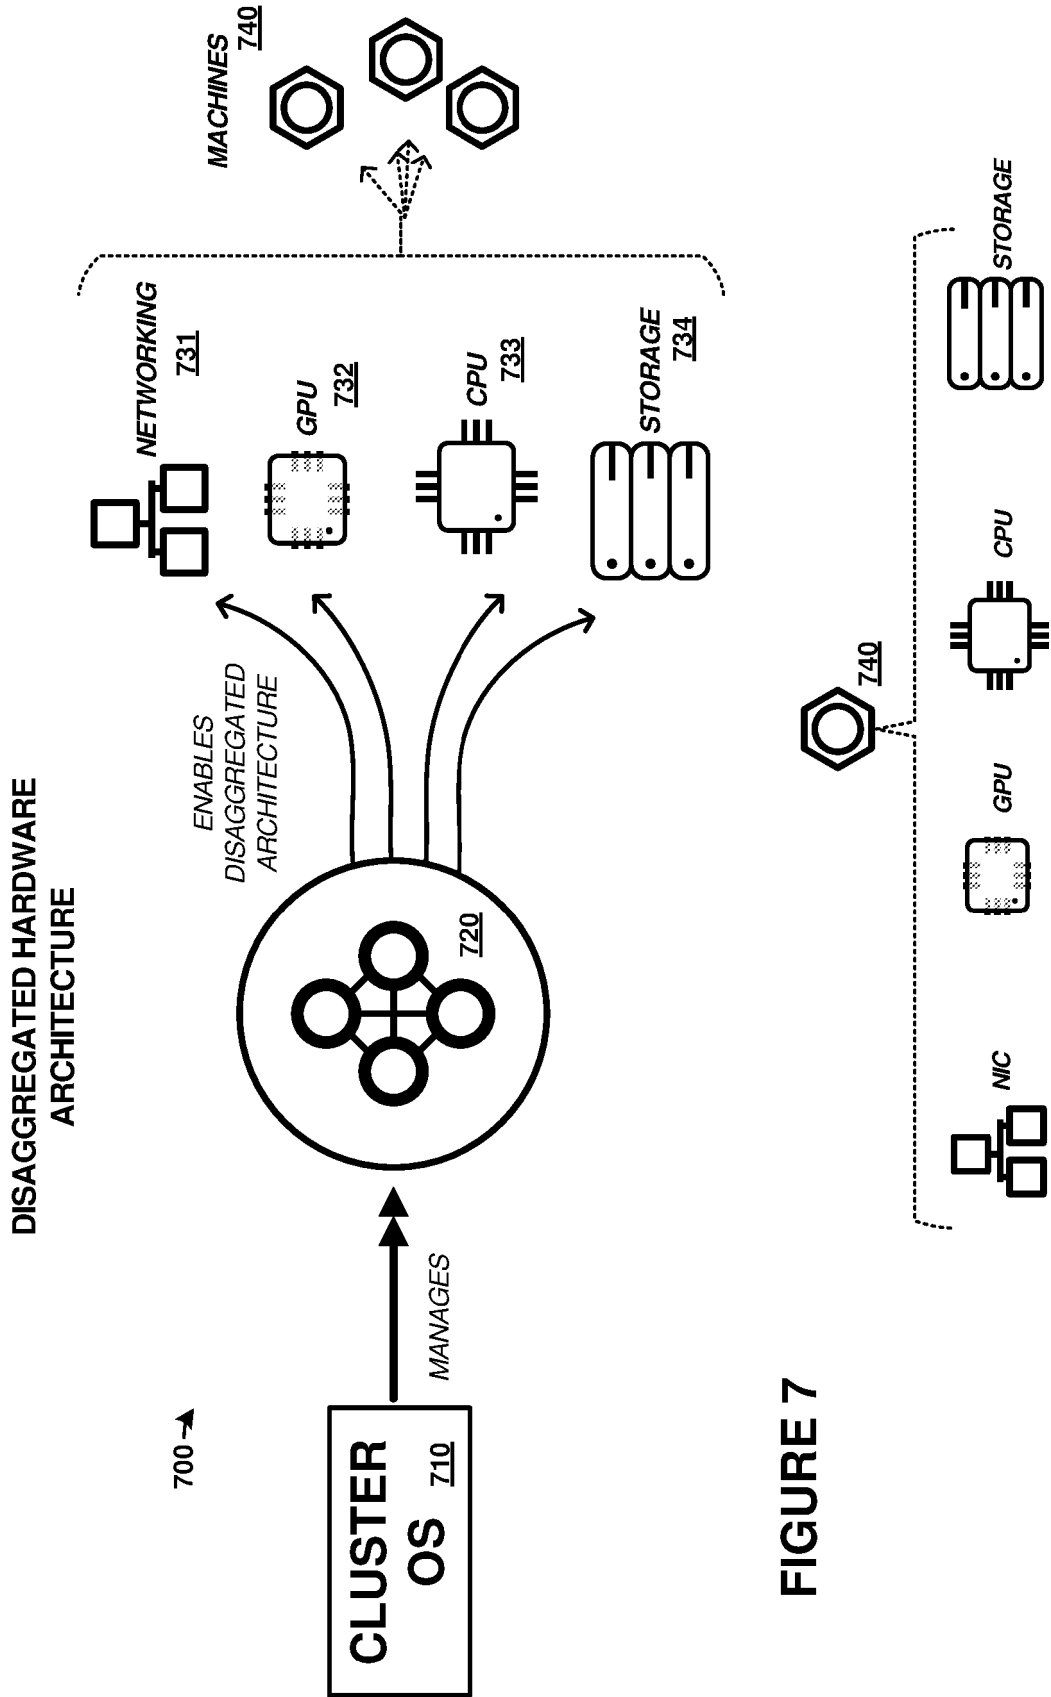 DISAGGREGATED HARDWARE
ARCHITECTURE
700
CLUSTER
OS
710
MANAGES
720
ENABLES
DISAGGREGATED
ARCHITECTURE
NETWORKING
731
GPU
732
CPU
733
STORAGE
734
MACHINES
740
FIGURE 7
740
NIC
GPU
CPU
STORAGE